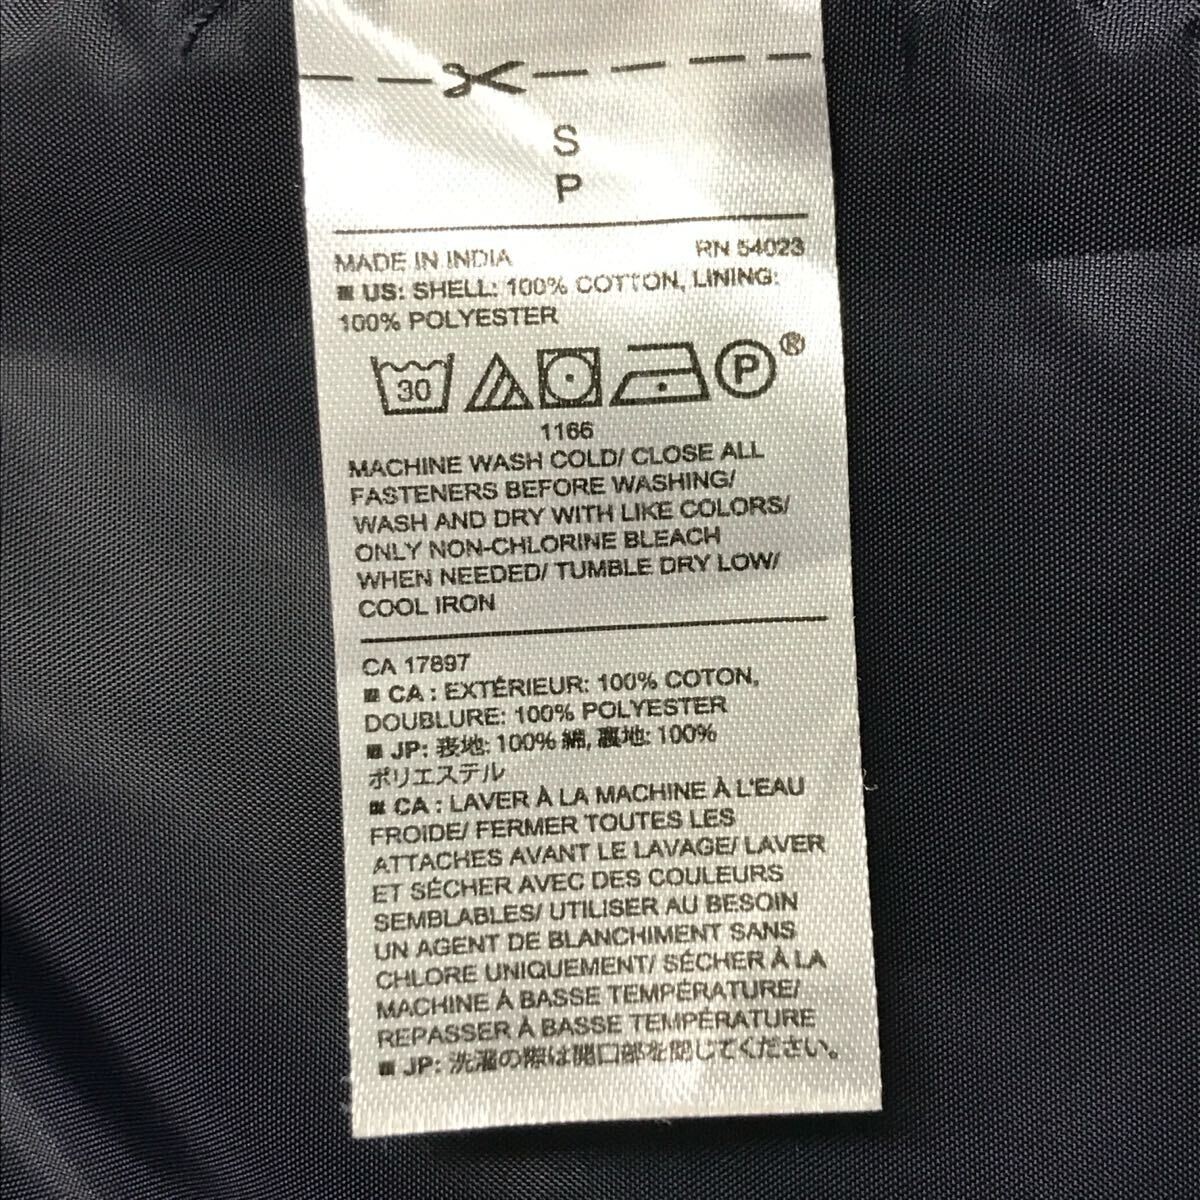 S
P
MADE IN INDIA RN 54023
■ US: SHELL: 100% COTTON, LINING:
100% POLYESTER
30 P ®
1166
MACHINE WASH COLD/ CLOSE ALL
FASTENERS BEFORE WASHING/
WASH AND DRY WITH LIKE COLORS/
ONLY NON-CHLORINE BLEACH
WHEN NEEDED/ TUMBLE DRY LOW/
COOL IRON
CA 17897
■ CA : EXTÉRIEUR: 100% COTON,
DOUBLURE: 100% POLYESTER
■ JP: 表地: 100% 綿, 裏地: 100%
ポリエステル
■ CA : LAVER À LA MACHINE À L'EAU
FROIDE/ FERMER TOUTES LES
ATTACHES AVANT LE LAVAGE/ LAVER
ET SÉCHER AVEC DES COULEURS
SEMBLABLES/ UTILISER AU BESOIN
UN AGENT DE BLANCHIMENT SANS
CHLORE UNIQUEMENT/ SÉCHER À LA
MACHINE À BASSE TEMPÉRATURE/
REPASSER À BASSE TEMPÉRATURE
■ JP: 洗濯の際は開口部を閉じてください。